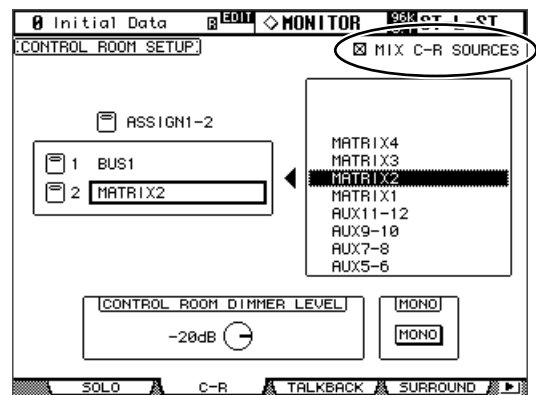 0 Initial Data EDIT ◇MONITOR 96k ST L-ST
CONTROL ROOM SETUP
☒ MIX C-R SOURCES
ASSIGN1-2
1 BUS1
2 MATRIX2
MATRIX4
MATRIX3
MATRIX2
MATRIX1
AUX11-12
AUX9-10
AUX7-8
AUX5-6
CONTROL ROOM DIMMER LEVEL
-20dB
MONO
MONO
SOLO C-R TALKBACK SURROUND